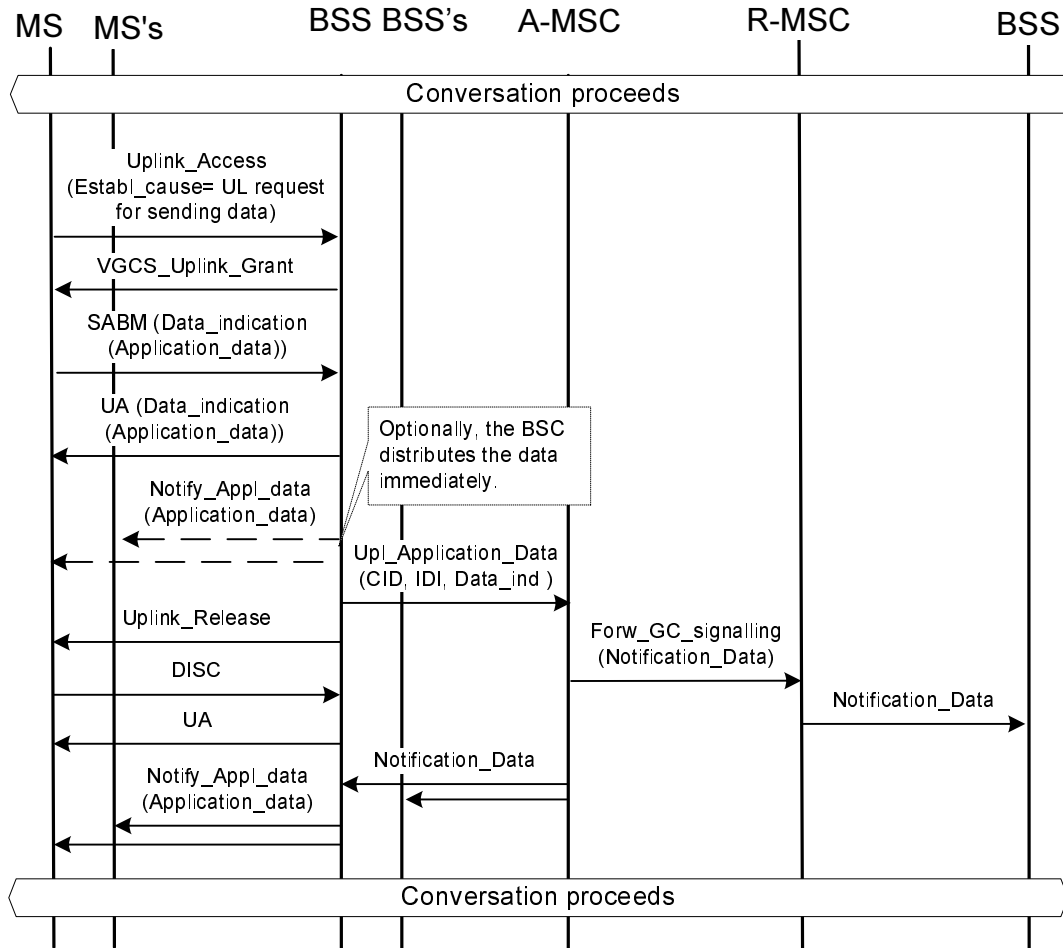 MS MS's BSS BSS's A-MSC R-MSC BSS
Conversation proceeds
Uplink_Access
(Establ_cause= UL request
for sending data)
VGCS_Uplink_Grant
SABM (Data_indication
(Application_data))
UA (Data_indication
(Application_data))
Optionally, the BSC
distributes the data
immediately.
Notify_Appl_data
(Application_data)
Upl_Application_Data
(CID, IDI, Data_ind )
Uplink_Release
Forw_GC_signalling
(Notification_Data)
DISC
Notification_Data
UA
Notification_Data
Notify_Appl_data
(Application_data)
Conversation proceeds